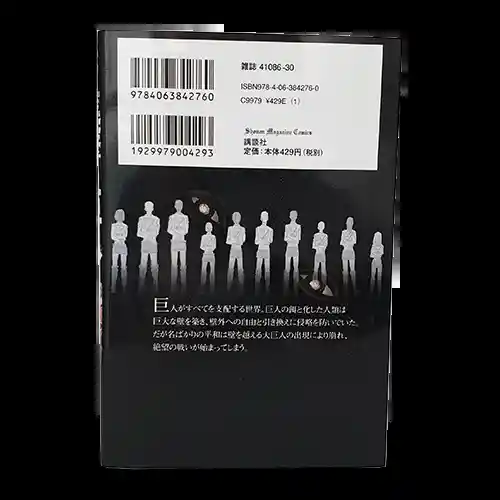 9784063842760
1929979004293
雑誌 41086-30
ISBN978-4-06-384276-0
C9979 ¥429E (1)
Shonen Magazine Comics
講談社
定価:本体429円(税別)
巨人がすべてを支配する世界。巨人の餌と化した人類は
巨大な壁を築き、壁外への自由と引き換えに侵略を防いでいた。
だが名ばかりの平和は壁を越える大巨人の出現により崩れ、
絶望の闘いが始まってしまう。